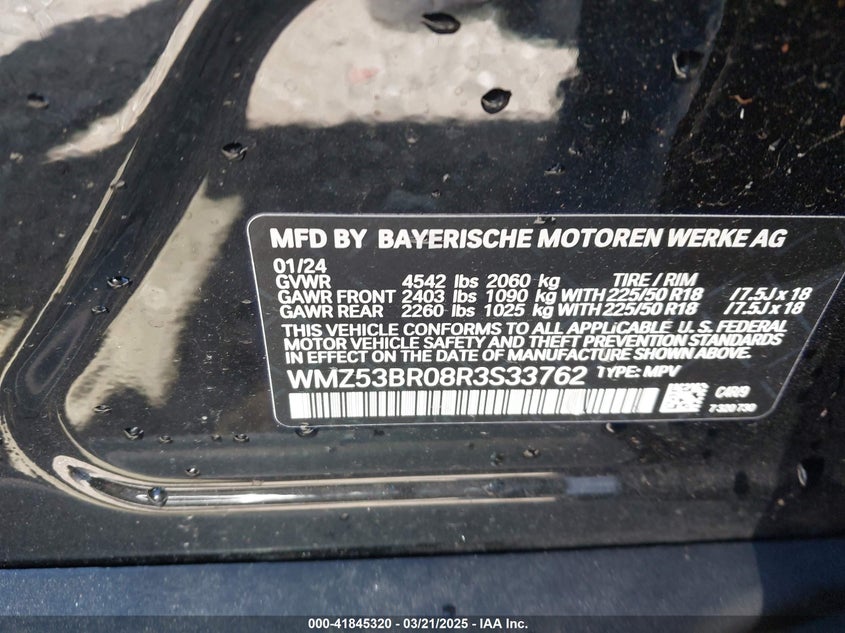 MFD BY BAYERISCHE MOTOREN WERKE AG
01/24
GVWR 4542 lbs 2060 kg TIRE / RIM
GAWR FRONT 2403 lbs 1090 kg WITH 225/50 R18 / 7.5J x 18
GAWR REAR 2260 lbs 1025 kg WITH 225/50 R18 / 7.5J x 18
THIS VEHICLE CONFORMS TO ALL APPLICABLE U.S. FEDERAL
MOTOR VEHICLE SAFETY AND THEFT PREVENTION STANDARDS
IN EFFECT ON THE DATE OF MANUFACTURE SHOWN ABOVE.
WMZ53BR08R3S33762 TYPE: MPV
C4R9
7320730
000-41845320 - 03/21/2025 - IAA Inc.